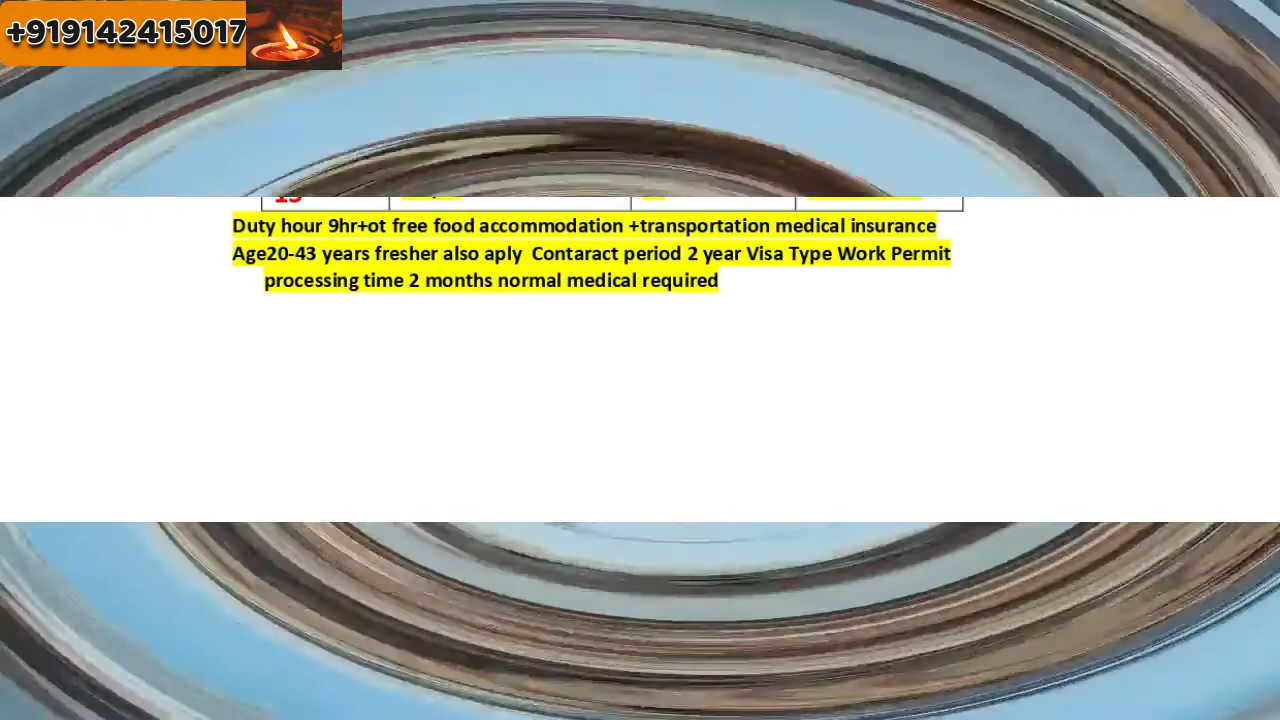 +919142415017
Duty hour 9hr+ot free food accommodation +transportation medical insurance
Age20-43 years fresher also aply Contaract period 2 year Visa Type Work Permit
processing time 2 months normal medical required